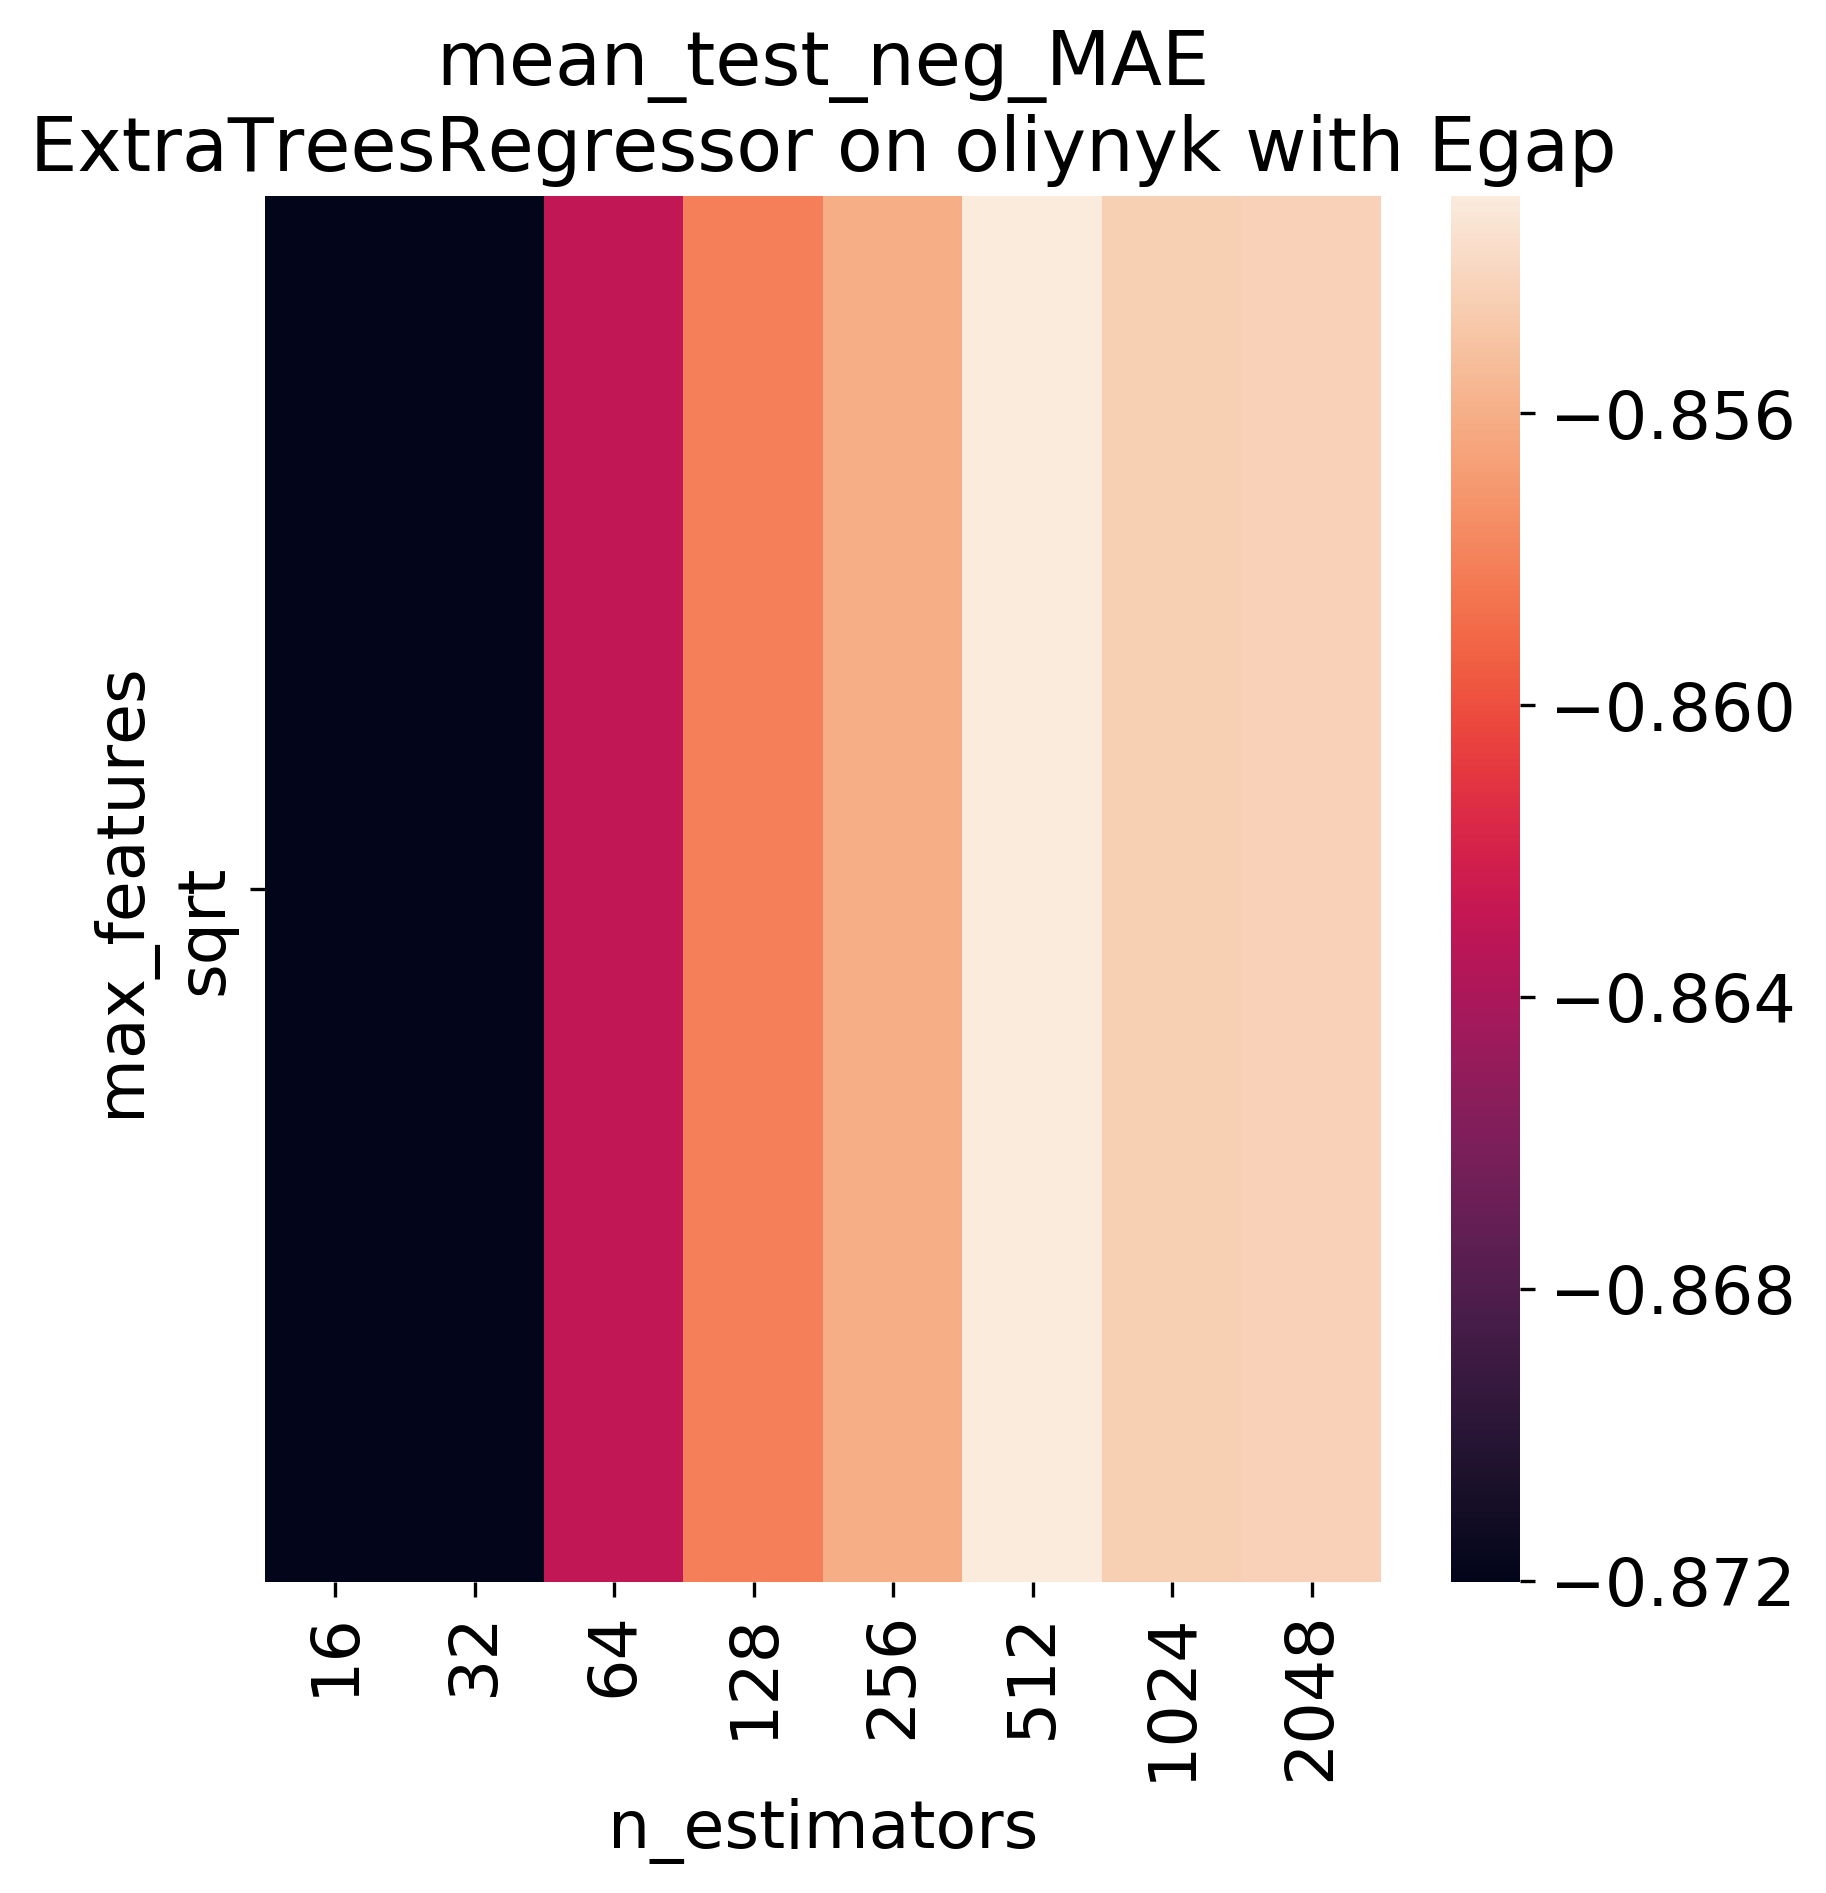 mean_test_neg_MAE
ExtraTreesRegressor on oliynyk with Egap
max_features
sqrt
−0.856
−0.860
−0.864
−0.868
−0.872
16
32
64
128
256
512
1024
2048
n_estimators